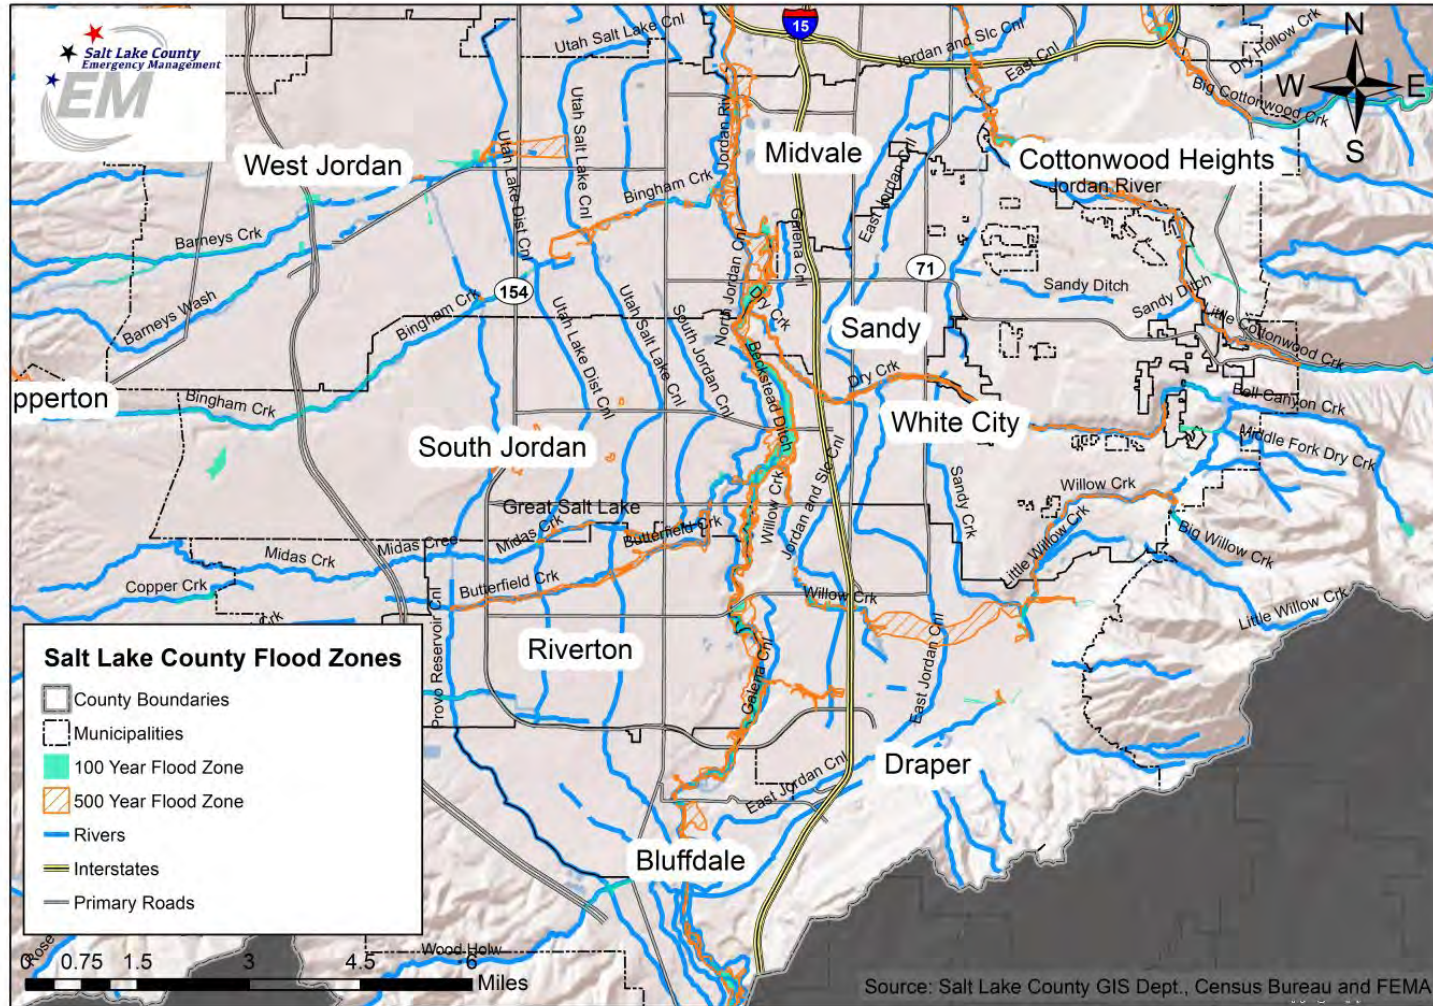 Salt Lake County
Emergency Management
EM
15
N
W
E
S
Utah Salt Lake Cnl
Jordan and Slc Cnl
East Cnl
Dry Hollow Crk
Big Cottonwood Crk
West Jordan
Midvale
Cottonwood Heights
Jordan River
Utah Lake Dist Cnl
Utah Salt Lake Cnl
Jordan Riv
Bingham Crk
East Jordan Cnl
Galena Cnl
Barneys Crk
Barneys Wash
Bingham Crk
154
71
North Jordan Cnl
Dry Crk
Sandy Ditch
Sandy Ditch
Little Cottonwood Crk
Utah Lake Dist Cnl
Utah Salt Lake Cnl
South Jordan Cnl
Beckstead Ditch
Sandy
Dry Crk
pperton
Bingham Crk
White City
Bell Canyon Crk
Middle Fork Dry Crk
South Jordan
Jordan and Slc Cnl
Sandy Crk
Willow Crk
Willow Crk
Great Salt Lake
Midas Crk
Midas Cree
Midas Crk
Butterfield Crk
Butterfield Crk
Copper Crk
Crk
Little Willow Crk
Big Willow Crk
Little Willow Crk
Willow Crk
Provo Reservoir Cnl
Riverton
Galena Cnl
East Jordan Cnl
East Jordan Cnl
Draper
Bluffdale
Salt Lake County Flood Zones
County Boundaries
Municipalities
100 Year Flood Zone
500 Year Flood Zone
Rivers
Interstates
Primary Roads
Rose
Wood Holw
0 0.75 1.5 3 4.5 6
Miles
Source: Salt Lake County GIS Dept., Census Bureau and FEMA